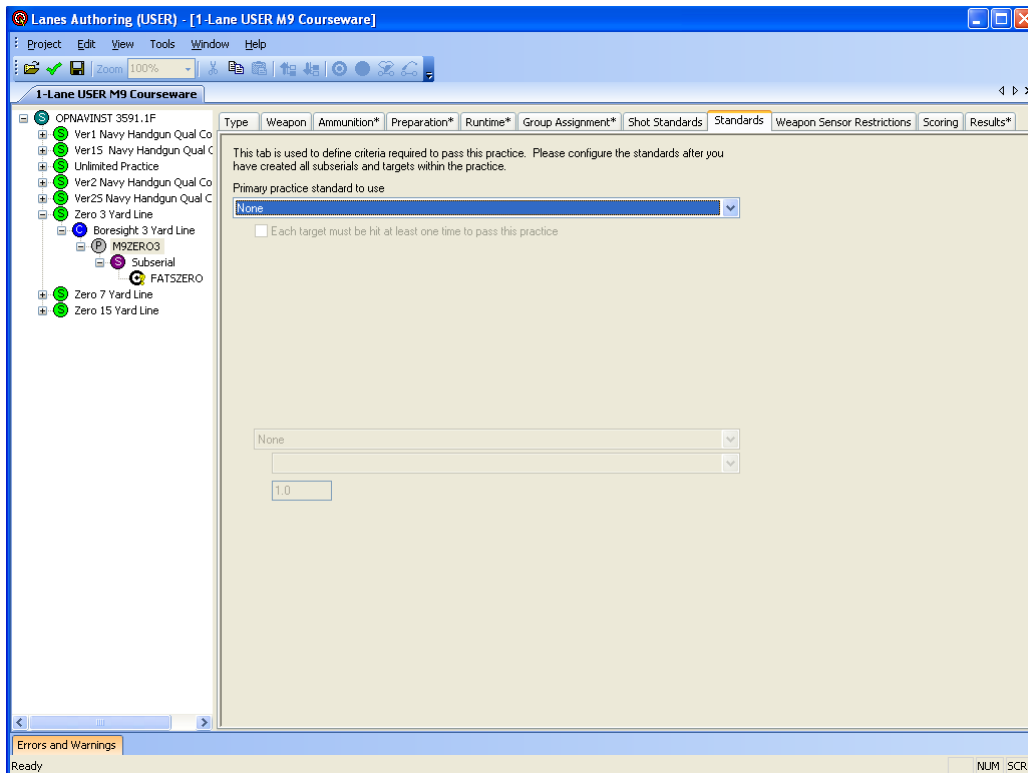 Lanes Authoring (USER) - [1-Lane USER M9 Courseware]
Project Edit View Tools Window Help
Zoom 100%
1-Lane USER M9 Courseware
OPNAVINST 3591.1F
Ver1 Navy Handgun Qual Co
Ver1S Navy Handgun Qual C
Unlimited Practice
Ver2 Navy Handgun Qual Co
Ver2S Navy Handgun Qual C
Zero 3 Yard Line
Boresight 3 Yard Line
M9ZERO3
Subserial
FATSZERO
Zero 7 Yard Line
Zero 15 Yard Line
Type Weapon Ammunition* Preparation* Runtime* Group Assignment* Shot Standards Standards Weapon Sensor Restrictions Scoring Results*
This tab is used to define criteria required to pass this practice. Please configure the standards after you
have created all subserials and targets within the practice.
Primary practice standard to use
None
Each target must be hit at least one time to pass this practice
None
1.0
Errors and Warnings
Ready NUM SCR